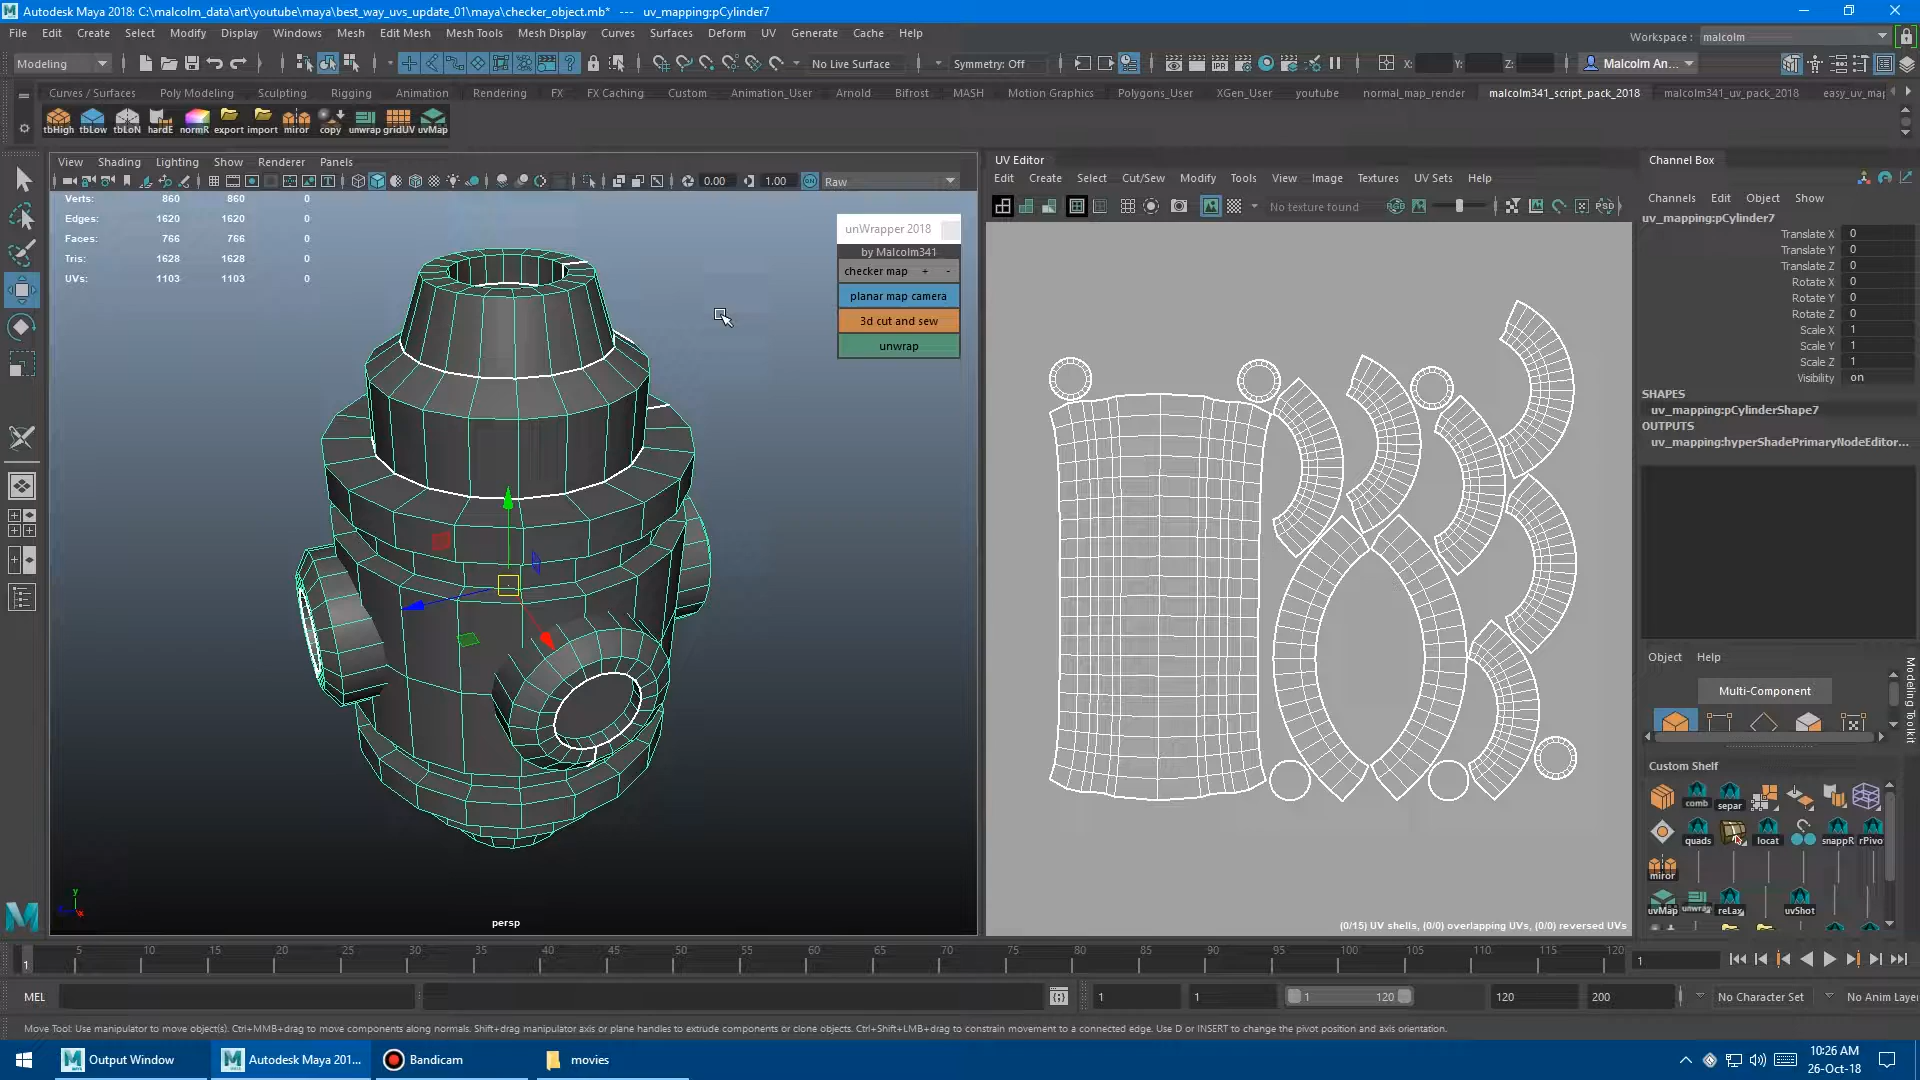 Autodesk Maya 2018: C:\malcolm_data\art\youtube\maya\best_way_uvs_update_01\maya\checker_object.mb*  ---  uv_mapping:pCylinder7
File Edit Create Select Modify Display Windows Mesh Edit Mesh Mesh Tools Mesh Display Curves Surfaces Deform UV Generate Cache Help
Workspace : malcolm
Modeling No Live Surface Symmetry: Off X: Y: Z: Malcolm An...
Curves / Surfaces Poly Modeling Sculpting Rigging Animation Rendering FX FX Caching Custom Animation_User Arnold Bifrost MASH Motion Graphics Polygons_User XGen_User youtube normal_map_render malcolm341_script_pack_2018 malcolm341_uv_pack_2018 easy_uv_map
tbHigh tbLow tbLoN hardE normR export import miror copy unwrap gridUV uvMap
View Shading Lighting Show Renderer Panels
0.00 1.00 Raw
Verts: 860 860 0
Edges: 1620 1620 0
Faces: 766 766 0
Tris: 1628 1628 0
UVs: 1103 1103 0
unWrapper 2018
by Malcolm341
checker map + -
planar map camera
3d cut and sew
unwrap
y
persp
UV Editor
Edit Create Select Cut/Sew Modify Tools View Image Textures UV Sets Help
No texture found
RGB
PSD
(0/15) UV shells, (0/0) overlapping UVs, (0/0) reversed UVs
Channel Box
Channels Edit Object Show
uv_mapping:pCylinder7
Translate X 0
Translate Y 0
Translate Z 0
Rotate X 0
Rotate Y 0
Rotate Z 0
Scale X 1
Scale Y 1
Scale Z 1
Visibility on
SHAPES
uv_mapping:pCylinderShape7
OUTPUTS
uv_mapping:hyperShadePrimaryNodeEditor...
Object Help
Multi-Component
Modeling Toolkit
Custom Shelf
comb separ
quads locat snappR rPivo
miror
uvMap unwrap reLax uvShot
5 10 15 20 25 30 35 40 45 50 55 60 65 70 75 80 85 90 95 100 105 110 115 120
1
1
MEL
1 1 1 120 120 200 No Character Set No Anim Layer
Move Tool: Use manipulator to move object(s). Ctrl+MMB+drag to move components along normals. Shift+drag manipulator axis or plane handles to extrude components or clone objects. Ctrl+Shift+LMB+drag to constrain movement to a connected edge. Use D or INSERT to change the pivot position and axis orientation.
Output Window Autodesk Maya 201... Bandicam movies
10:26 AM
26-Oct-18